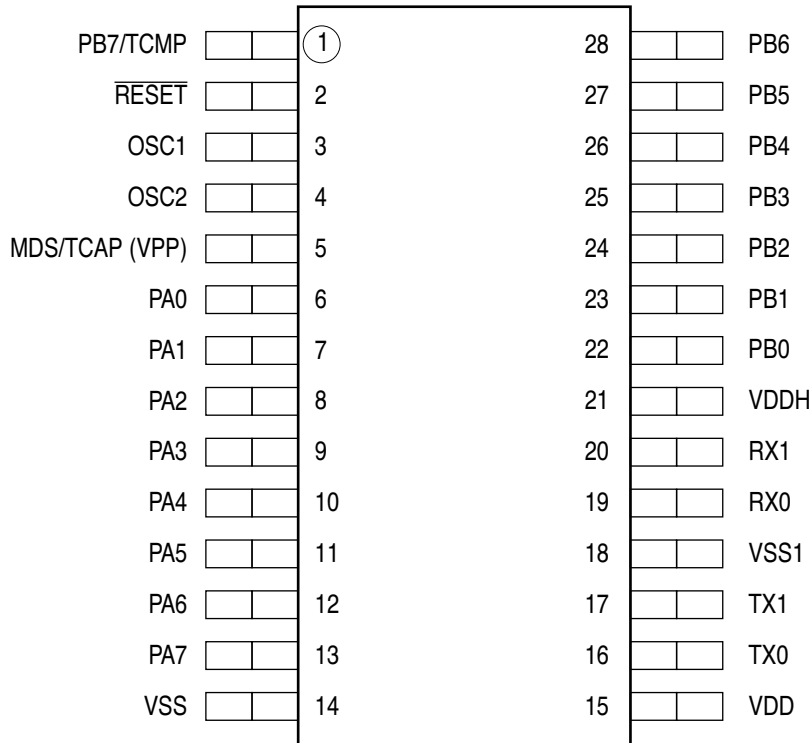 PB7/TCMP 1 28 PB6
RESET 2 27 PB5
OSC1 3 26 PB4
OSC2 4 25 PB3
MDS/TCAP (VPP) 5 24 PB2
PA0 6 23 PB1
PA1 7 22 PB0
PA2 8 21 VDDH
PA3 9 20 RX1
PA4 10 19 RX0
PA5 11 18 VSS1
PA6 12 17 TX1
PA7 13 16 TX0
VSS 14 15 VDD